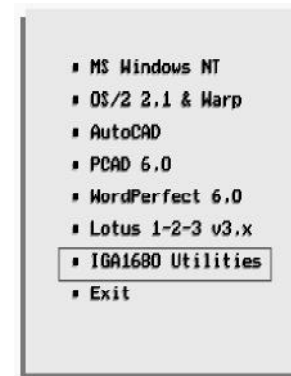 ▪ MS Windows NT
▪ OS/2 2.1 & Warp
▪ AutoCAD
▪ PCAD 6.0
▪ WordPerfect 6.0
▪ Lotus 1-2-3 v3.x
▪ IGA1680 Utilities
▪ Exit